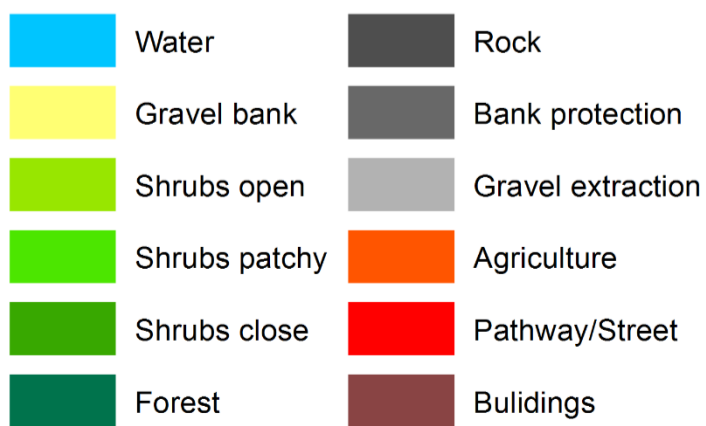 Water
Gravel bank
Shrubs open
Shrubs patchy
Shrubs close
Forest
Rock
Bank protection
Gravel extraction
Agriculture
Pathway/Street
Bulidings